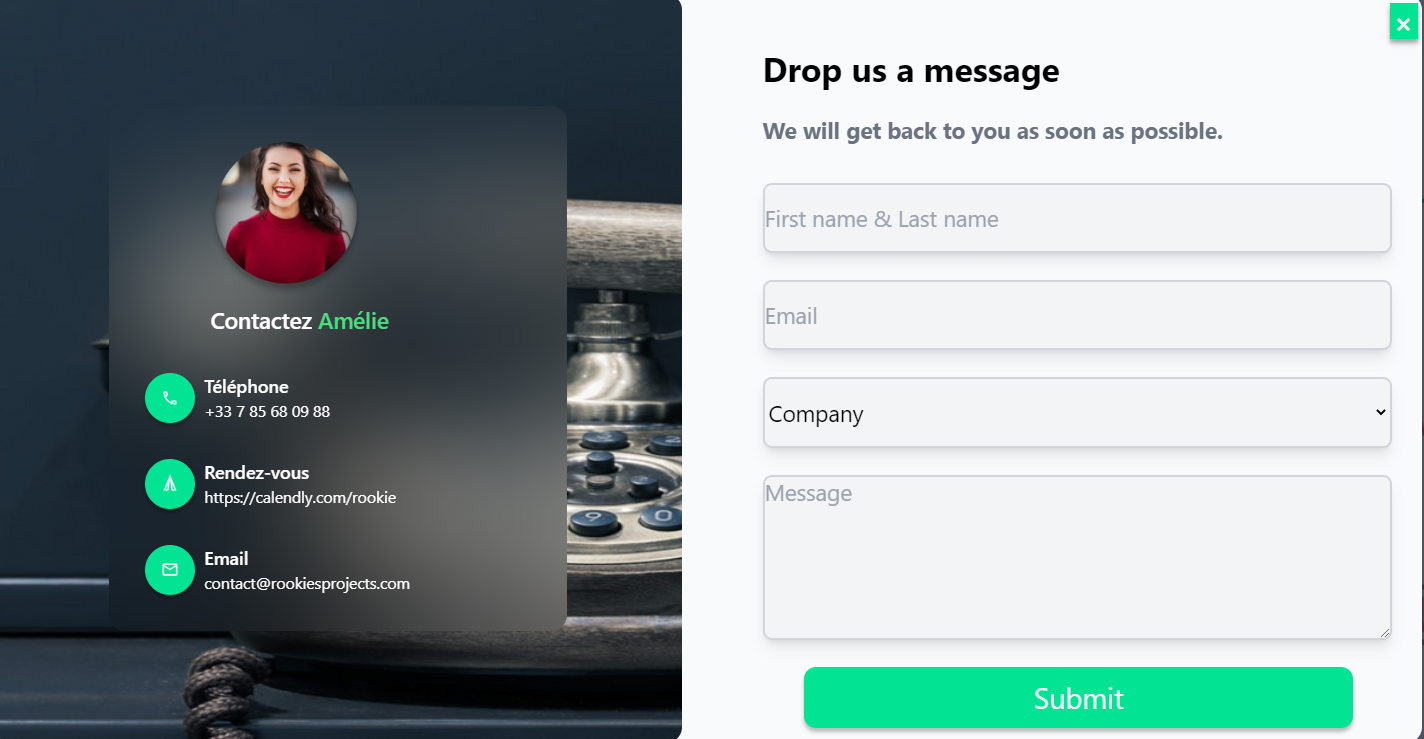 Contactez Amélie
Téléphone
+33 7 85 68 09 88
Rendez-vous
https://calendly.com/rookie
Email
contact@rookiesprojects.com
Drop us a message
We will get back to you as soon as possible.
First name & Last name
Email
Company
Message
Submit